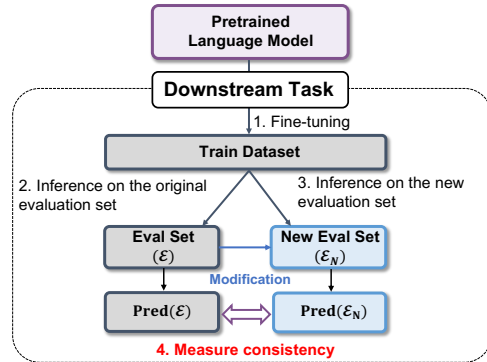 Pretrained
Language Model
Downstream Task
1. Fine-tuning
Train Dataset
2. Inference on the original
evaluation set
3. Inference on the new
evaluation set
Eval Set
(ℰ)
New Eval Set
(ℰ_N)
Modification
Pred(ℰ)
Pred(ℰ_N)
4. Measure consistency